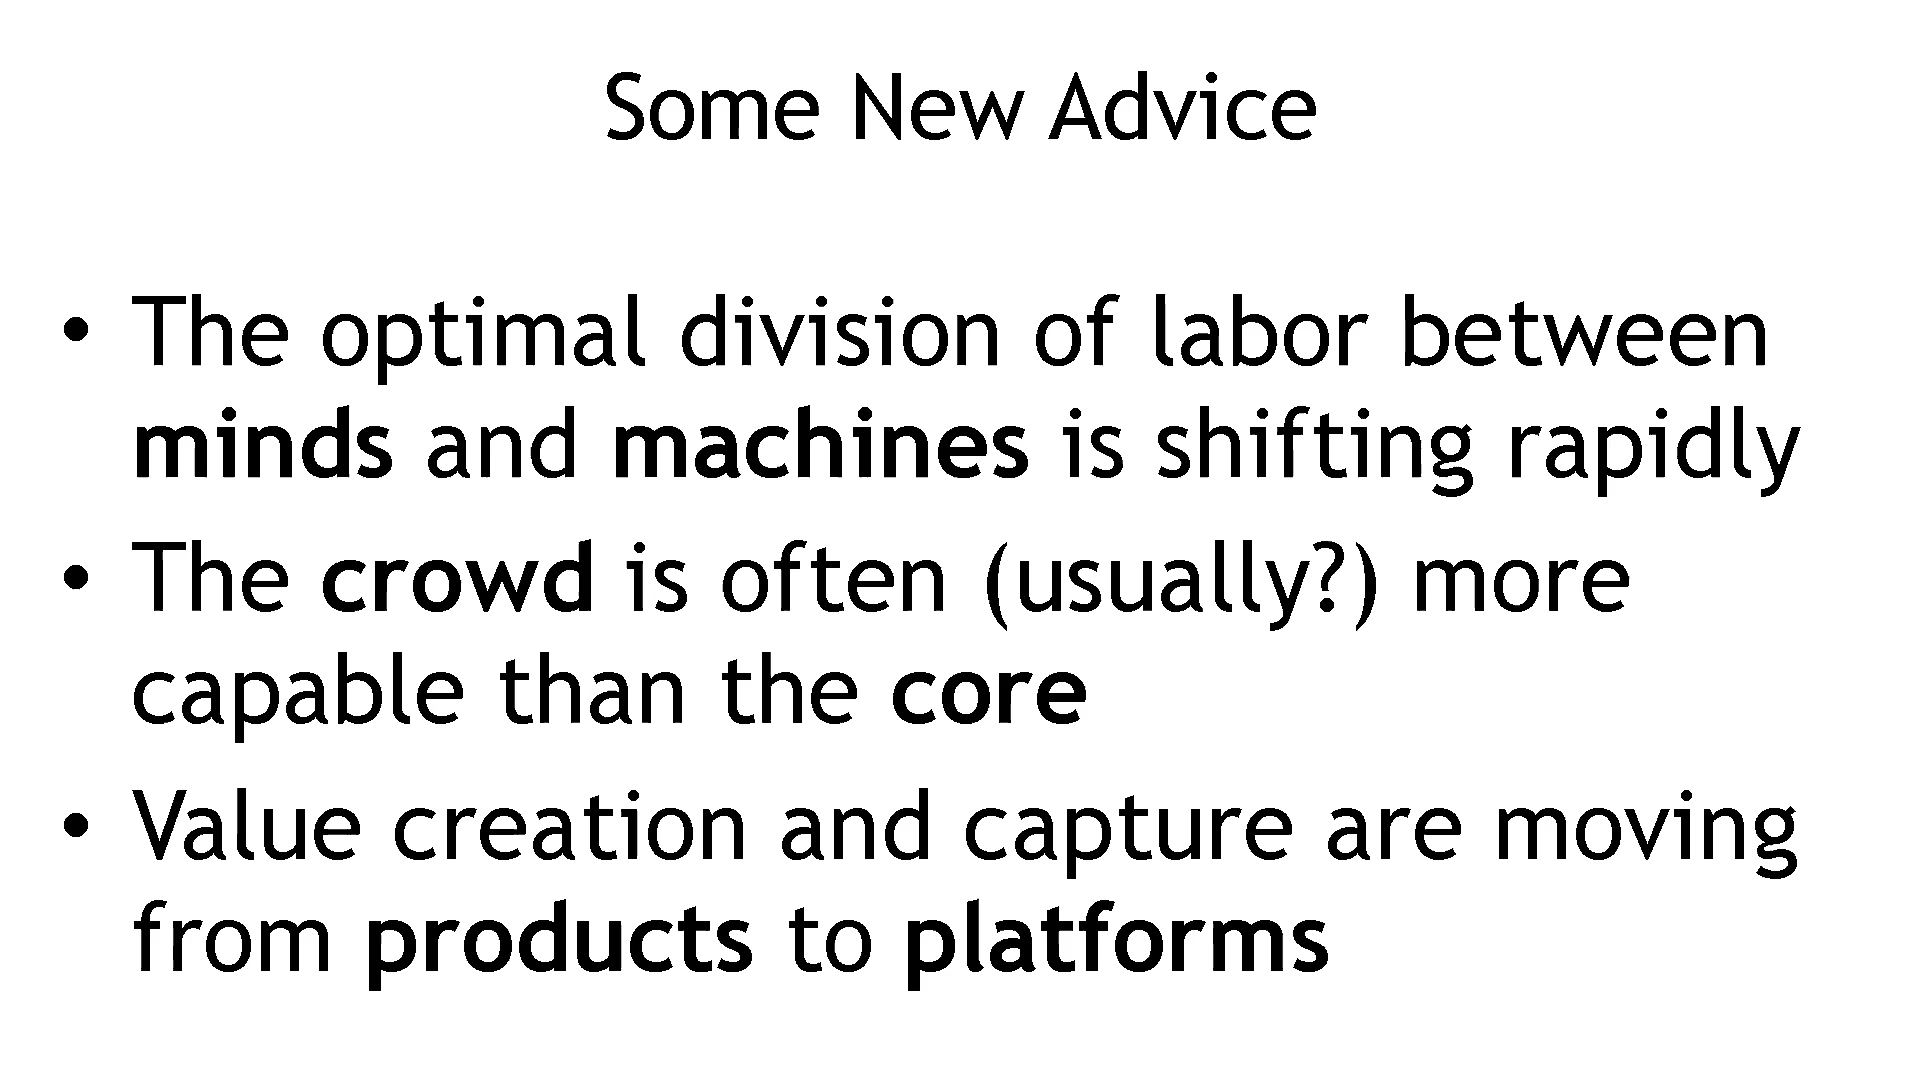 Some New Advice
• The optimal division of labor between
minds and machines is shifting rapidly
• The crowd is often (usually?) more
capable than the core
• Value creation and capture are moving
from products to platforms